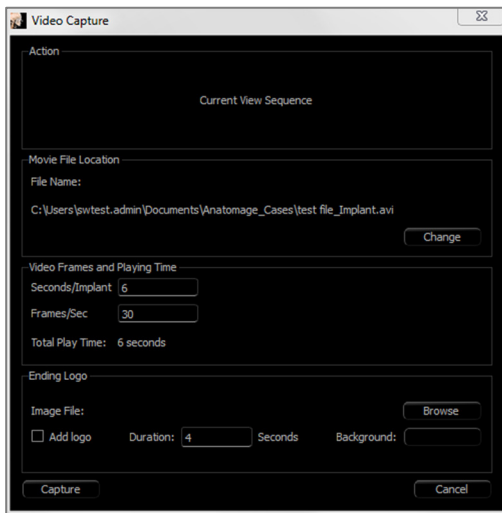 Video Capture
Action
Current View Sequence
Movie File Location
File Name:
C:\Users\swtest.admin\Documents\Anatomage_Cases\test file_Implant.avi
Change
Video Frames and Playing Time
Seconds/Implant 6
Frames/Sec 30
Total Play Time: 6 seconds
Ending Logo
Image File: Browse
Add logo Duration: 4 Seconds Background:
Capture Cancel